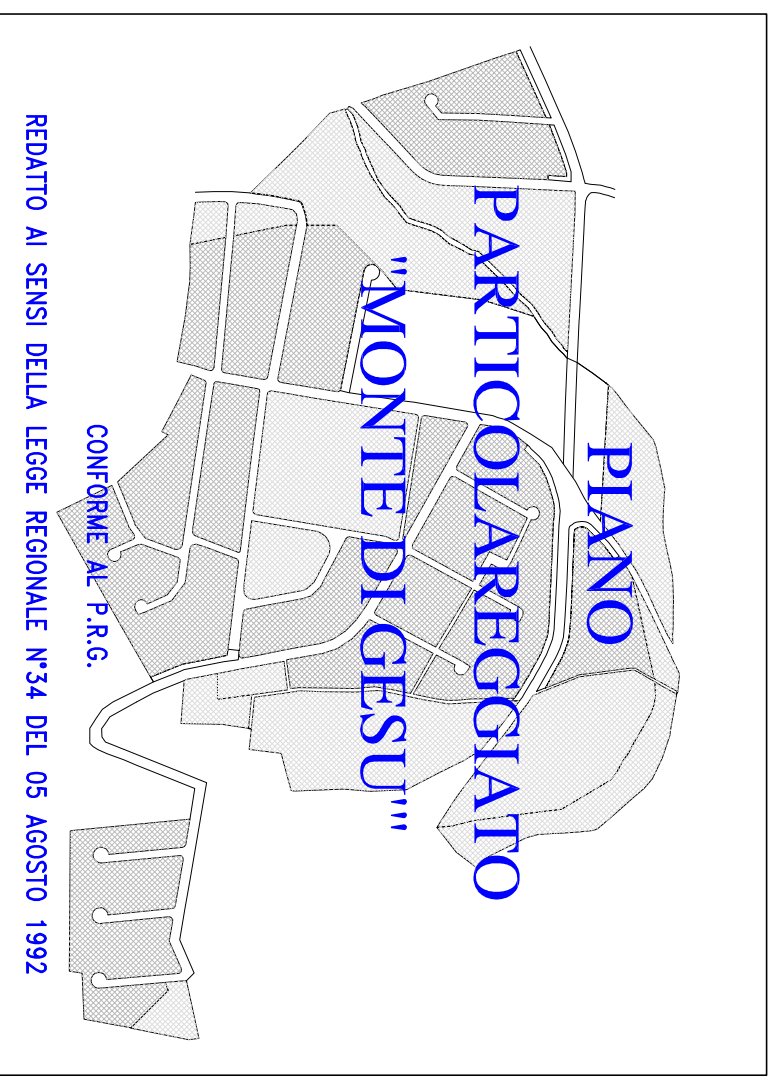 PIANO
PARTICOLAREGGIATO
"MONTE DI GESU'"
CONFORME AL P.R.G.
REDATTO AI SENSI DELLA LEGGE REGIONALE N°34 DEL 05 AGOSTO 1992